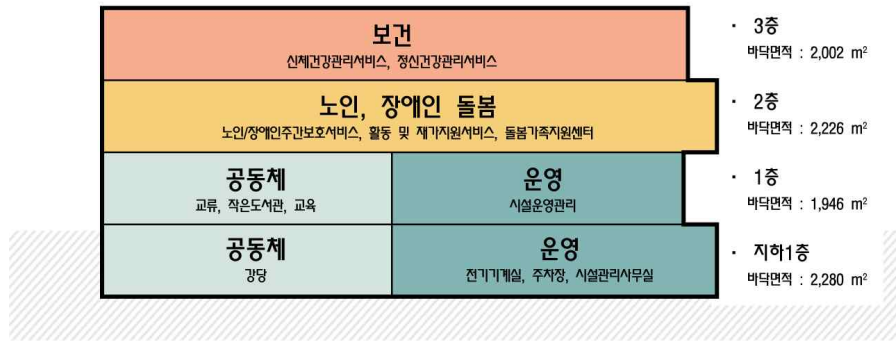 보건
신체건강관리서비스, 정신건강관리서비스
· 3층
바닥면적 : 2,002 m²
노인, 장애인 돌봄
노인/장애인주간보호서비스, 활동 및 재가지원서비스, 돌봄가족지원센터
· 2층
바닥면적 : 2,226 m²
공동체
교류, 작은도서관, 교육
운영
시설운영관리
· 1층
바닥면적 : 1,946 m²
공동체
강당
운영
전기기계실, 주차장, 시설관리사무실
· 지하1층
바닥면적 : 2,280 m²